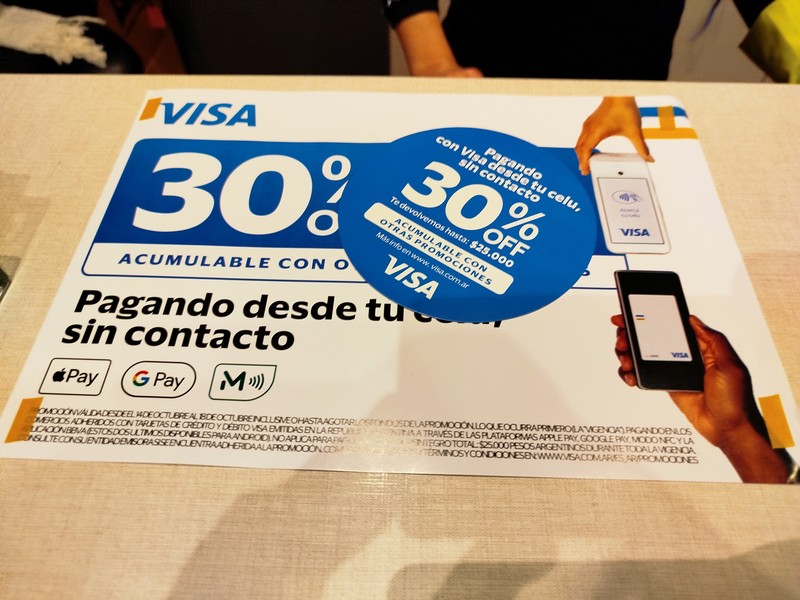 VISA
30%
ACUMULABLE CON O
Pagando desde tu celu,
sin contacto
Pay
G Pay
M
Pagando
con Visa desde tu celu,
sin contacto
30%
OFF
Te devolvemos hasta: $25.000
ACUMULABLE CON
OTRAS PROMOCIONES
Más info en www.visa.com.ar
VISA
Acercá
tu celu
VISA
VISA
PROMOCIÓN VÁLIDA DESDE EL 14 DE OCTUBRE AL 18 DE OCTUBRE INCLUSIVE O HASTA AGOTAR LOS FONDOS DE LA PROMOCIÓN, LO QUE OCURRA PRIMERO (LA "VIGENCIA"). PAGANDO EN LOS
COMERCIOS ADHERIDOS CON TARJETAS DE CRÉDITO Y DÉBITO VISA EMITIDAS EN LA REPÚBLICA ARGENTINA A TRAVÉS DE LAS PLATAFORMAS APPLE PAY, GOOGLE PAY, MODO NFC Y LA
APLICACIÓN BBVA (ESTOS DOS ÚLTIMOS DISPONIBLES PARA ANDROID). NO APLICA PARA REINTEGRO TOTAL: $25.000 PESOS ARGENTINOS DURANTE TODA LA VIGENCIA.
CONSULTE CON SU ENTIDAD EMISORA SI SE ENCUENTRA ADHERIDA A LA PROMOCIÓN. TÉRMINOS Y CONDICIONES EN: WWW.VISA.COM.AR/ES_AR/PROMOCIONES